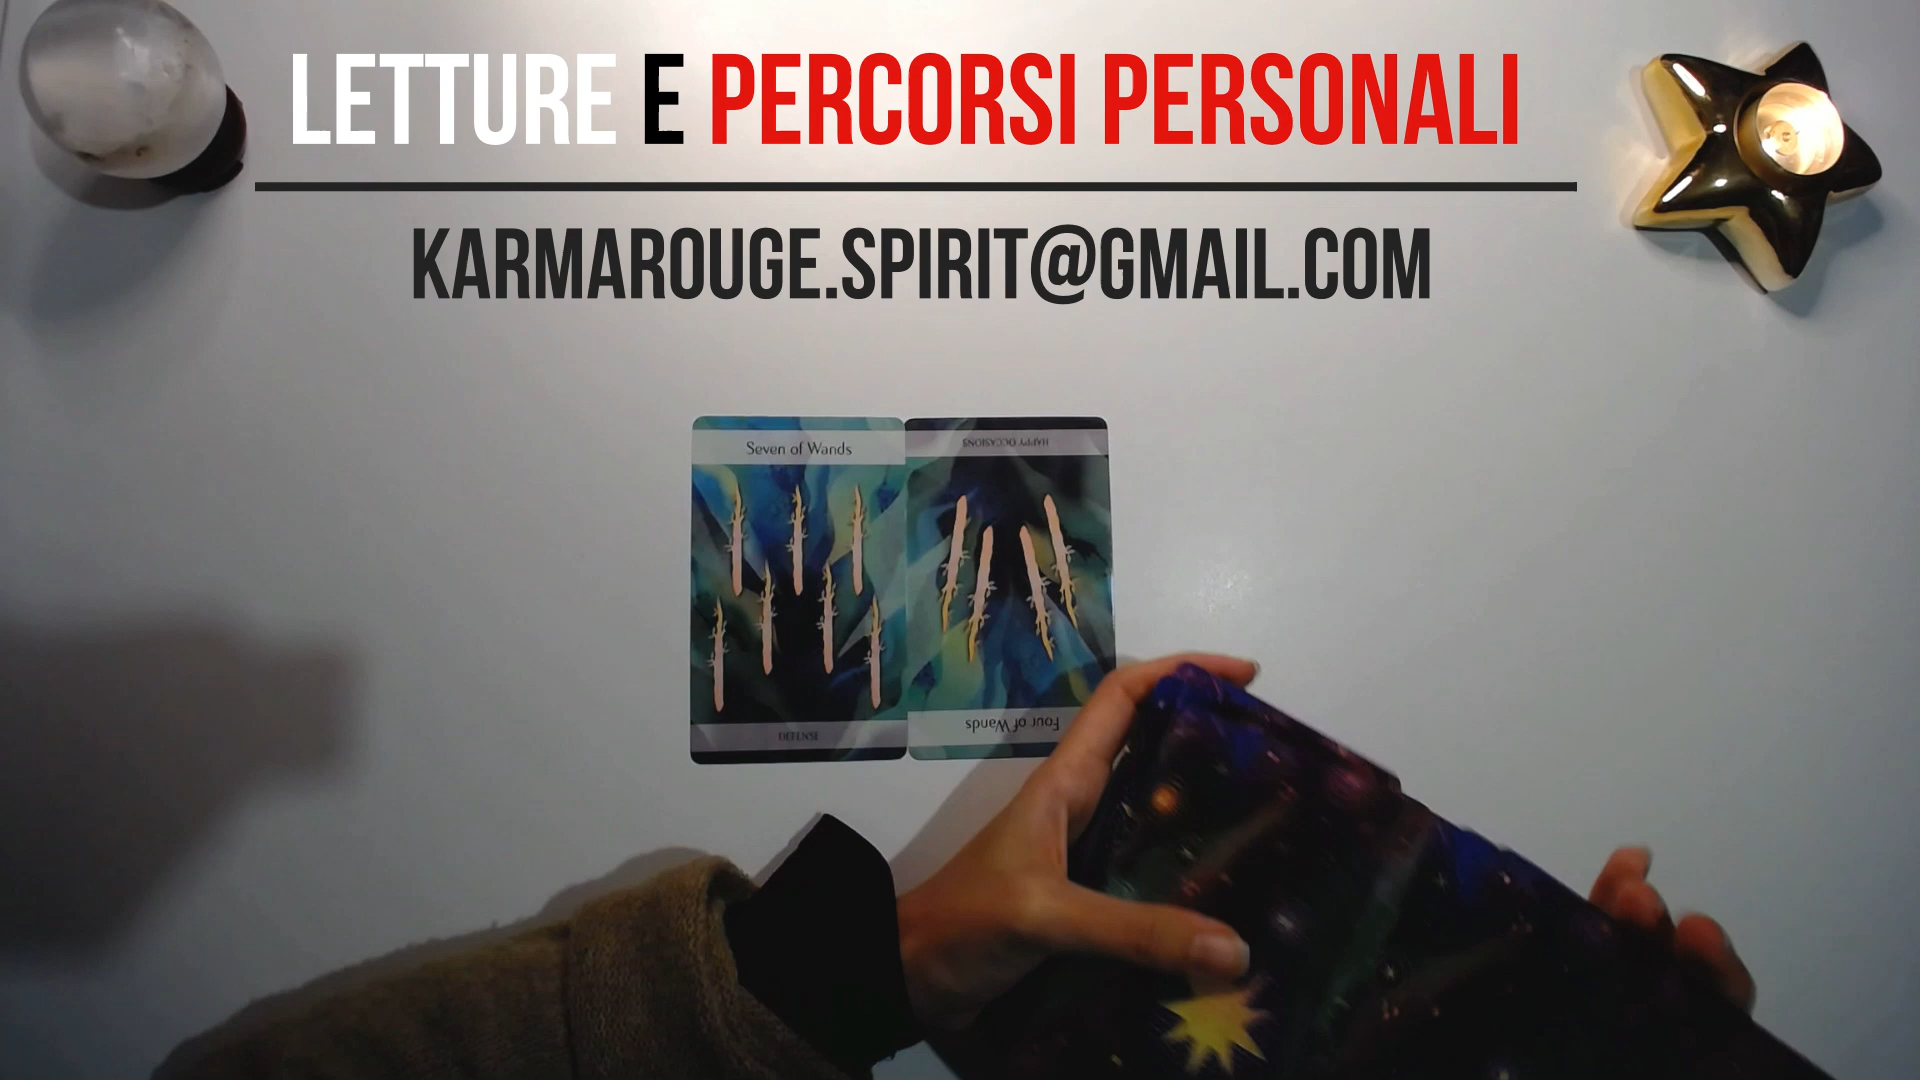 LETTURE E PERCORSI PERSONALI
KARMAROUGE.SPIRIT@GMAIL.COM
Seven of Wands
HAPPY OCCASIONS
Four of Wands
DEFENSE